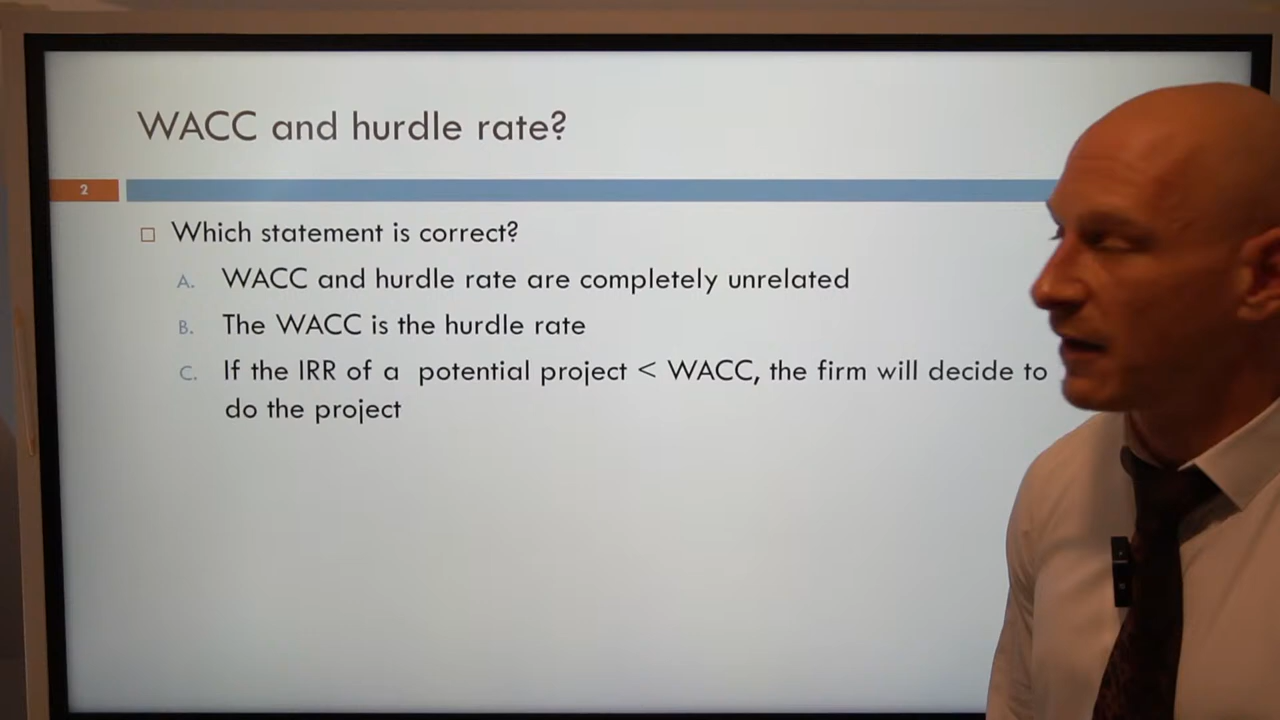 WACC and hurdle rate?
2
Which statement is correct?
A. WACC and hurdle rate are completely unrelated
B. The WACC is the hurdle rate
C. If the IRR of a potential project < WACC, the firm will decide to
do the project